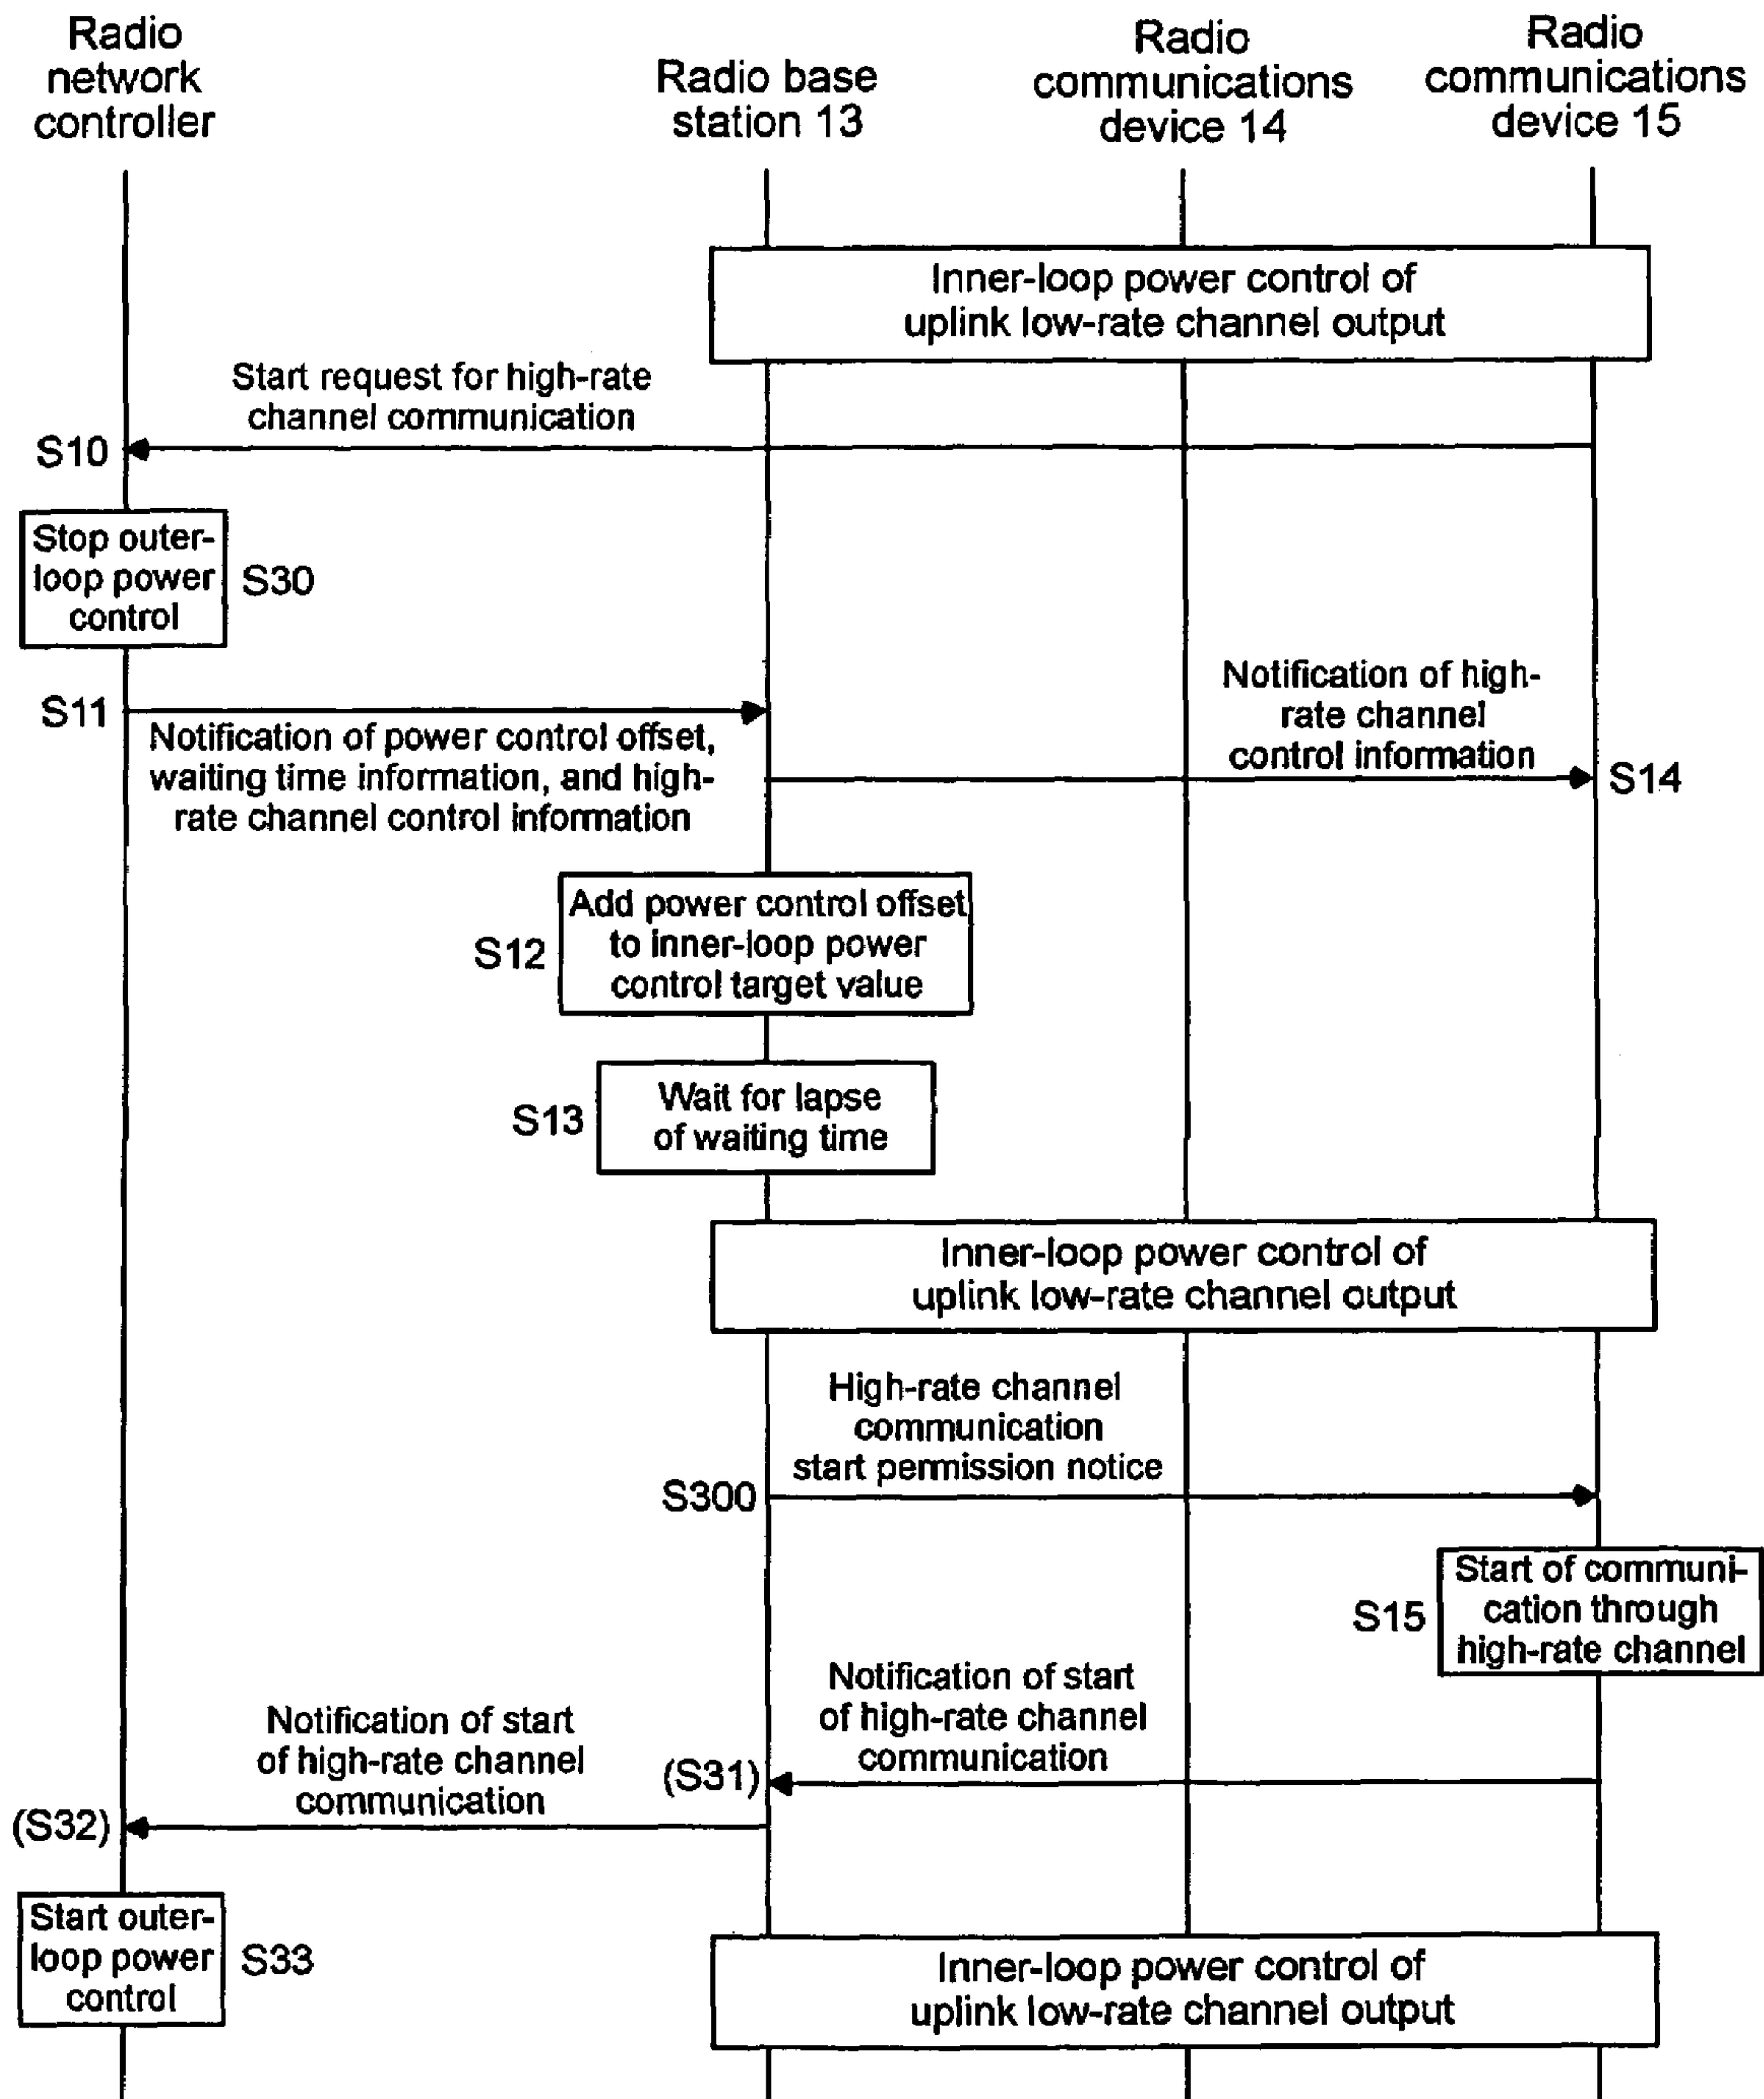 Radio
network
controller
Radio base
station 13
Radio
communications
device 14
Radio
communications
device 15
Inner-loop power control of
uplink low-rate channel output
Start request for high-rate
channel communication
S10
Stop outer-
loop power
control
S30
S11
Notification of power control offset,
waiting time information, and high-
rate channel control information
Notification of high-
rate channel
control information
S14
S12
Add power control offset
to inner-loop power
control target value
S13
Wait for lapse
of waiting time
Inner-loop power control of
uplink low-rate channel output
High-rate channel
communication
start permission notice
S300
S15
Start of communi-
cation through
high-rate channel
Notification of start
of high-rate channel
communication
(S31)
Notification of start
of high-rate channel
communication
(S32)
Start outer-
loop power
control
S33
Inner-loop power control of
uplink low-rate channel output